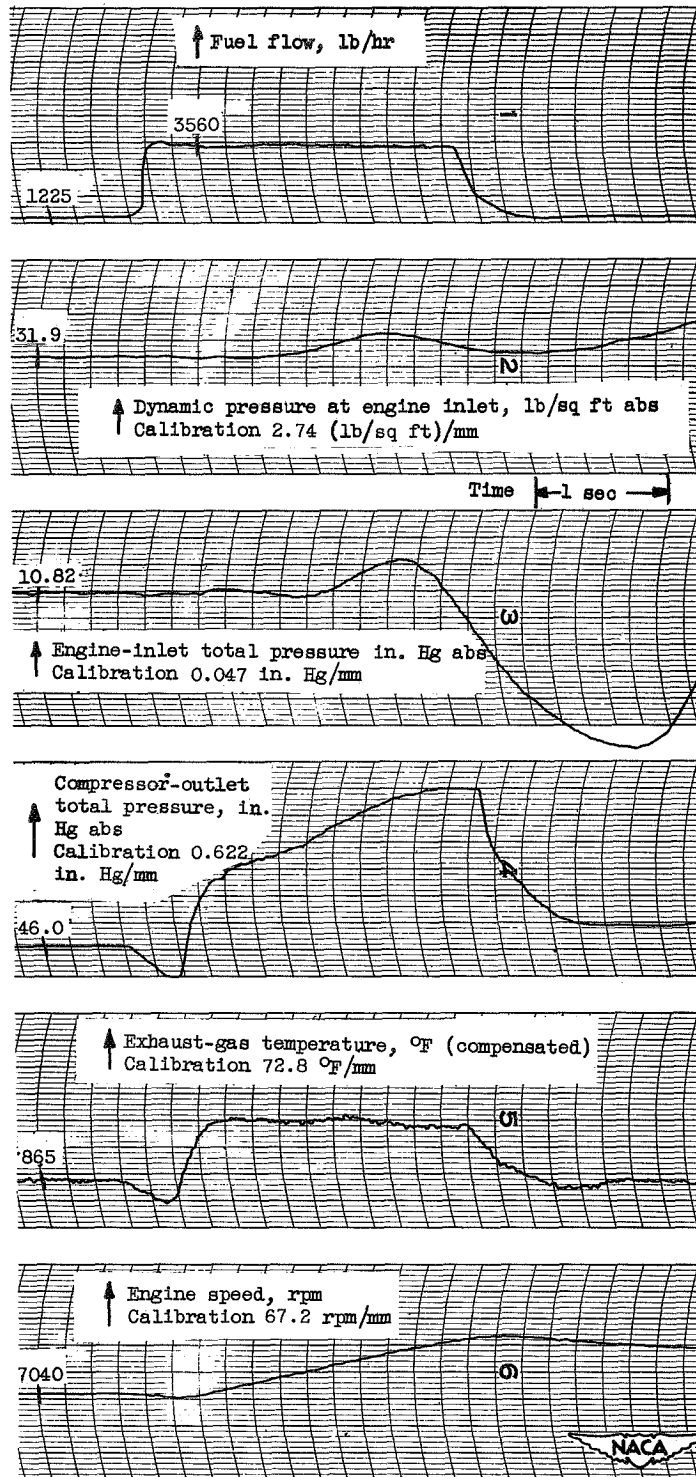 Fuel flow, lb/hr
1
3560
1225
31.9
2
Dynamic pressure at engine inlet, lb/sq ft abs
Calibration 2.74 (lb/sq ft)/mm
Time 1 sec
10.82
3
Engine-inlet total pressure in. Hg abs
Calibration 0.047 in. Hg/mm
Compressor-outlet
total pressure, in.
Hg abs
Calibration 0.622
in. Hg/mm
4
46.0
Exhaust-gas temperature, °F (compensated)
Calibration 72.8 °F/mm
5
865
Engine speed, rpm
Calibration 67.2 rpm/mm
7040
6
NACA